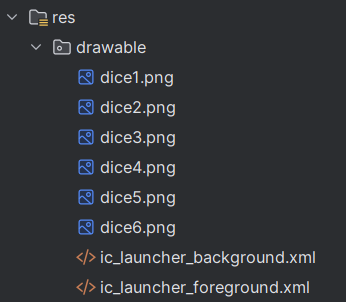 res
drawable
dice1.png
dice2.png
dice3.png
dice4.png
dice5.png
dice6.png
ic_launcher_background.xml
ic_launcher_foreground.xml